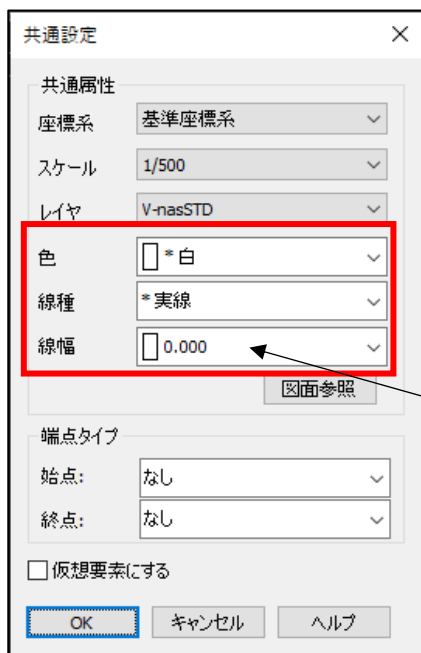 共通設定
共通属性
座標系 基準座標系
スケール 1/500
レイヤ V-nasSTD
色 *白
線種 *実線
線幅 0.000
図面参照
端点タイプ
始点: なし
終点: なし
仮想要素にする
OK キャンセル ヘルプ